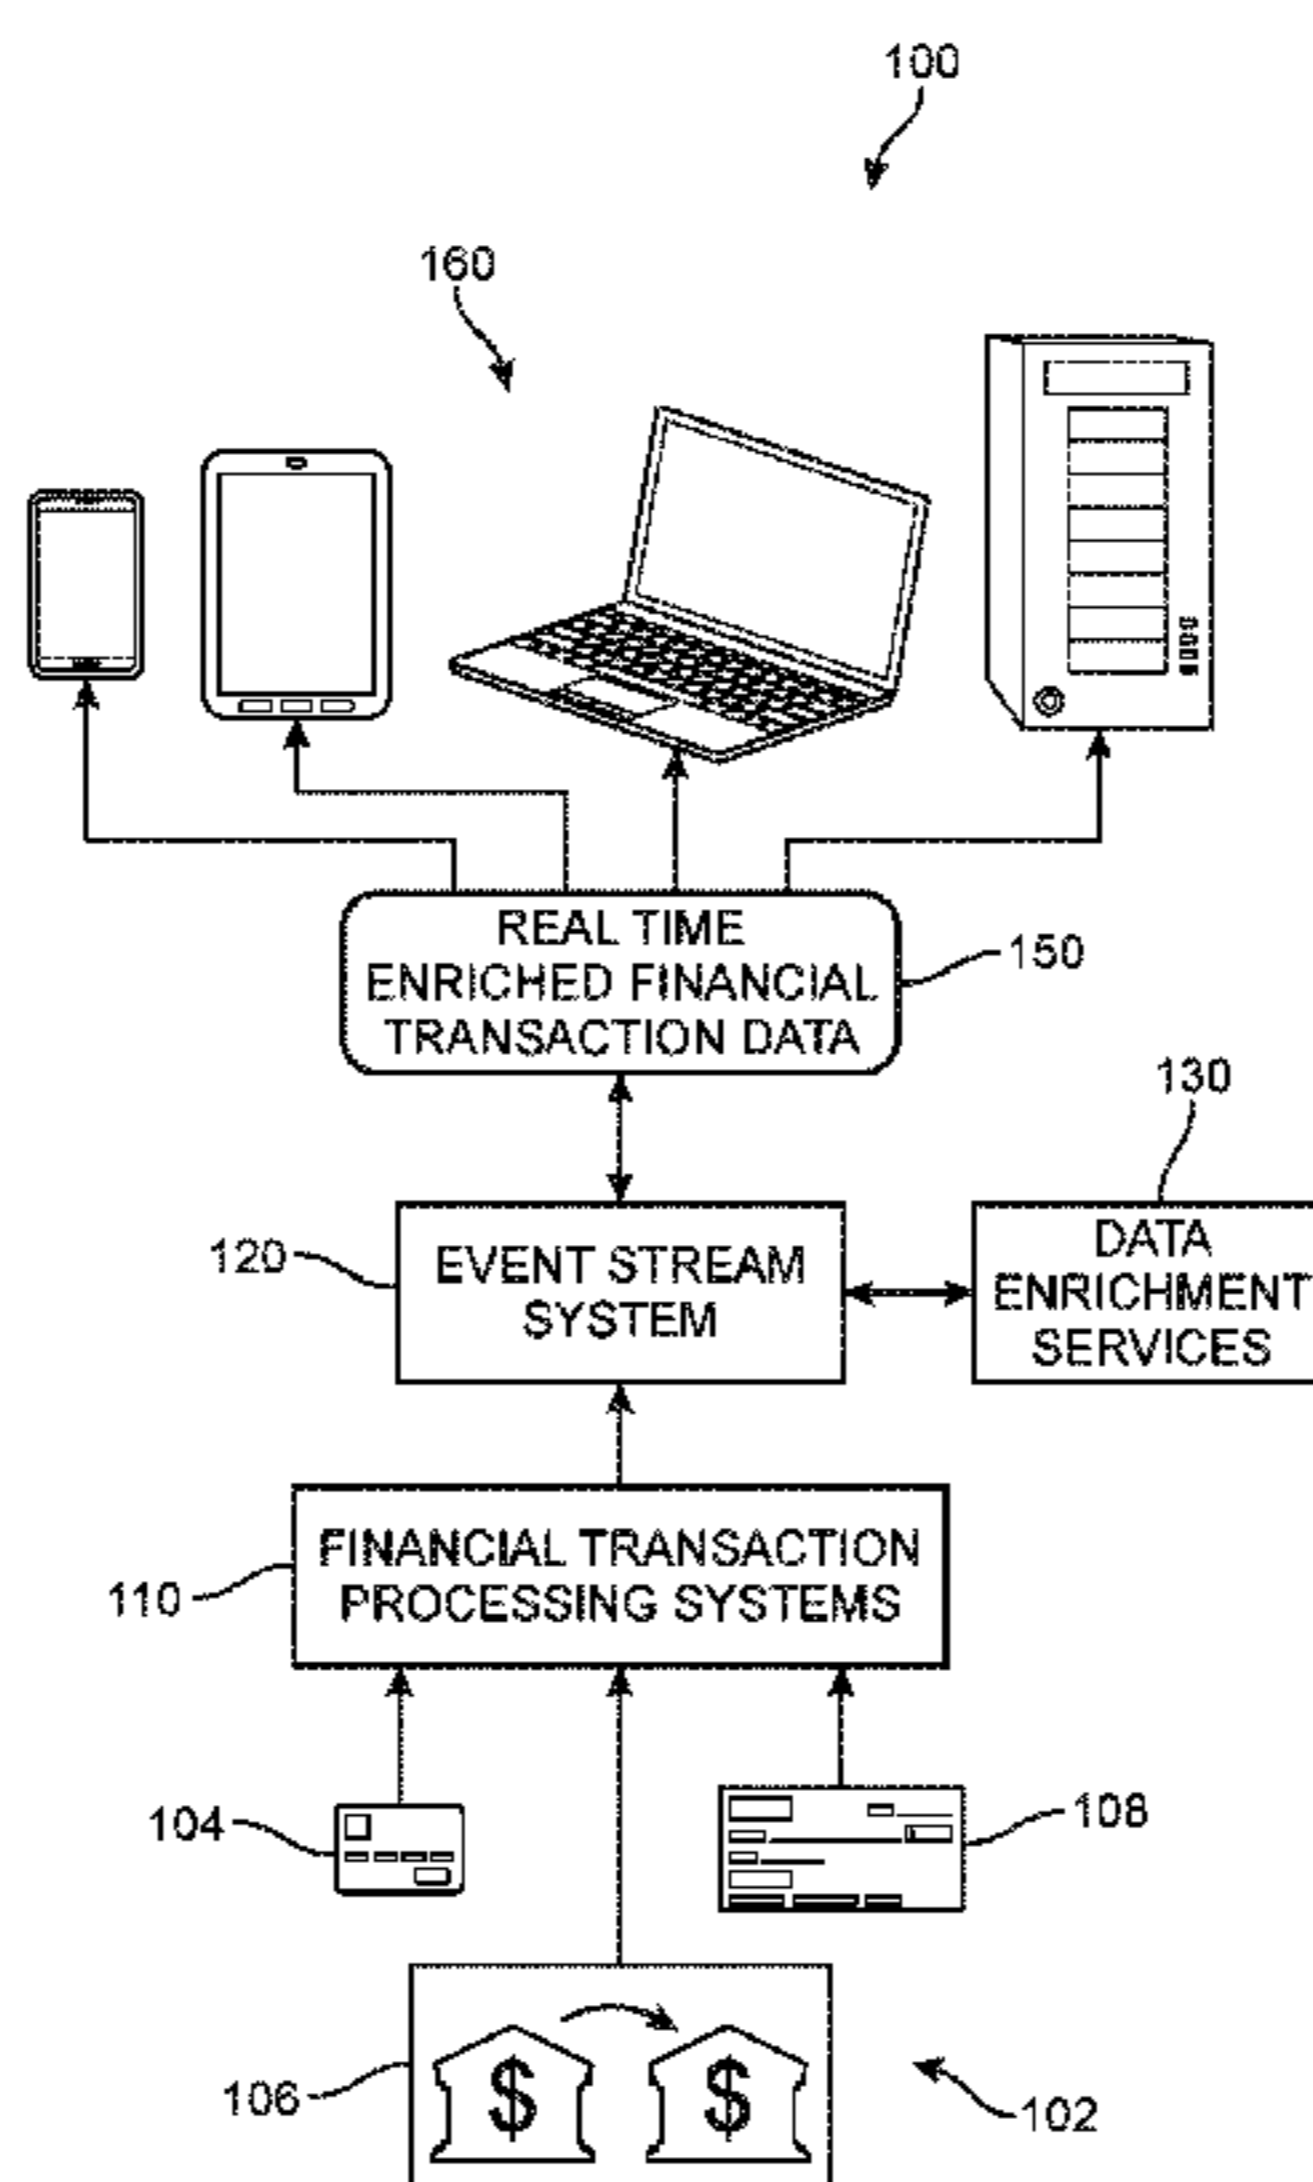 100
160
REAL TIME
ENRICHED FINANCIAL
TRANSACTION DATA
150
130
120
EVENT STREAM
SYSTEM
DATA
ENRICHMENT
SERVICES
110
FINANCIAL TRANSACTION
PROCESSING SYSTEMS
104
108
106
$ $
102